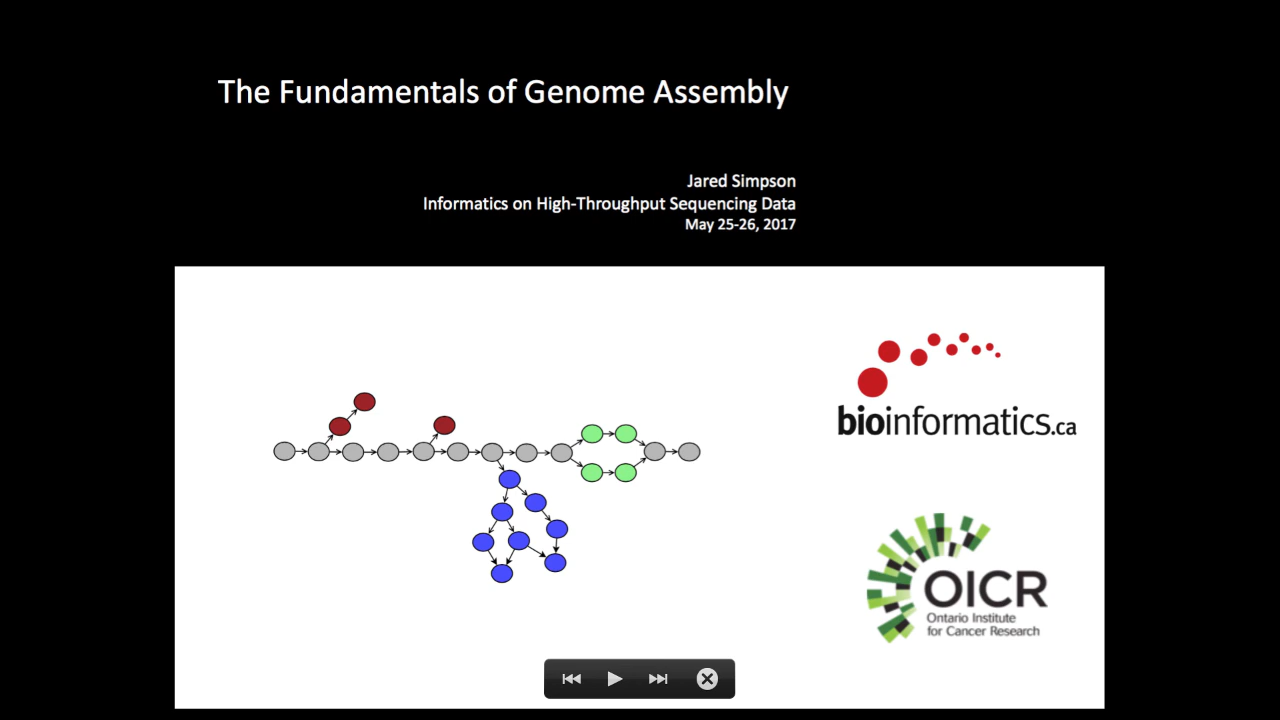 The Fundamentals of Genome Assembly
Jared Simpson
Informatics on High-Throughput Sequencing Data
May 25-26, 2017
bioinformatics.ca
OICR
Ontario Institute
for Cancer Research